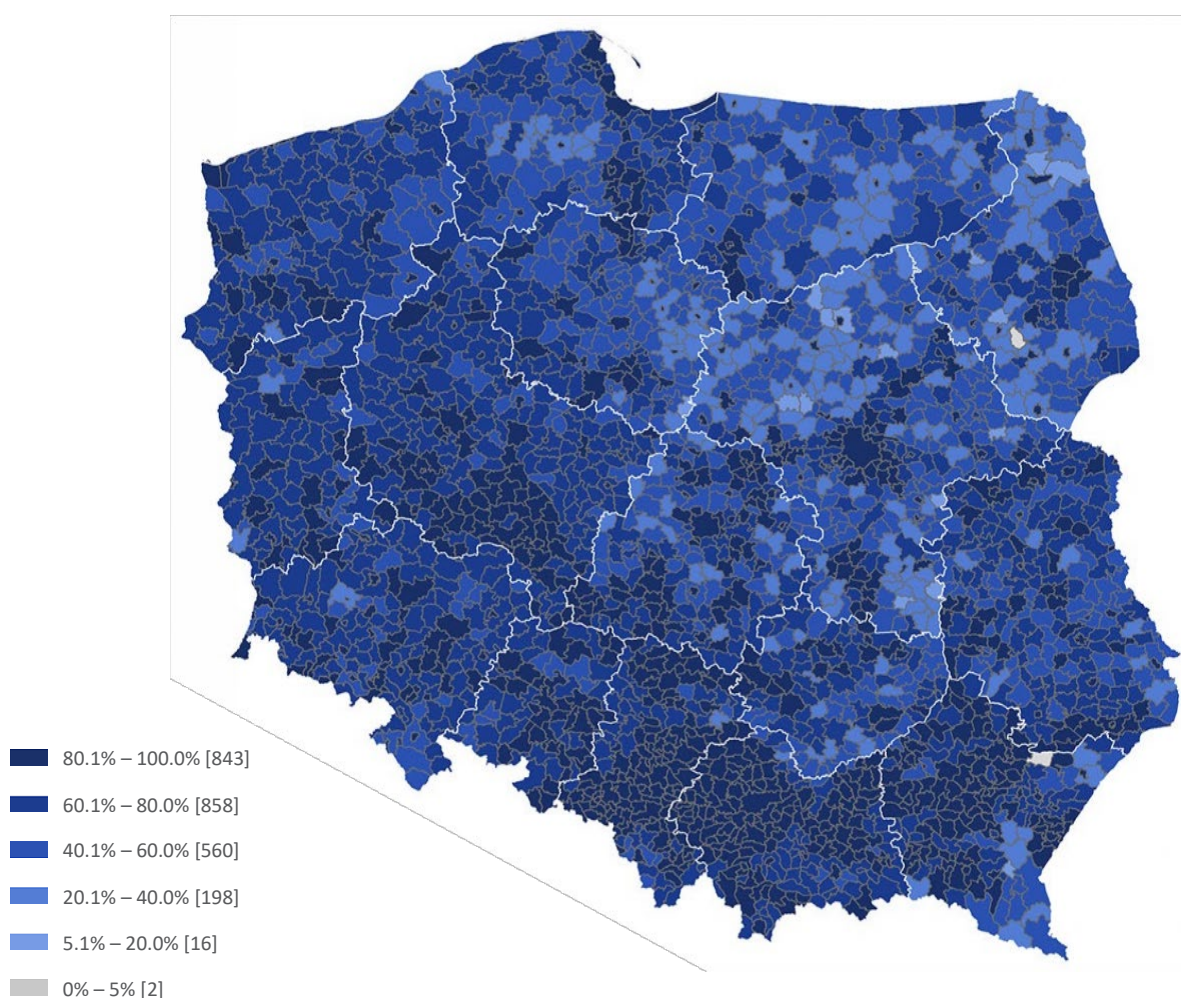 80.1% – 100.0% [843]
60.1% – 80.0% [858]
40.1% – 60.0% [560]
20.1% – 40.0% [198]
5.1% – 20.0% [16]
0% – 5% [2]